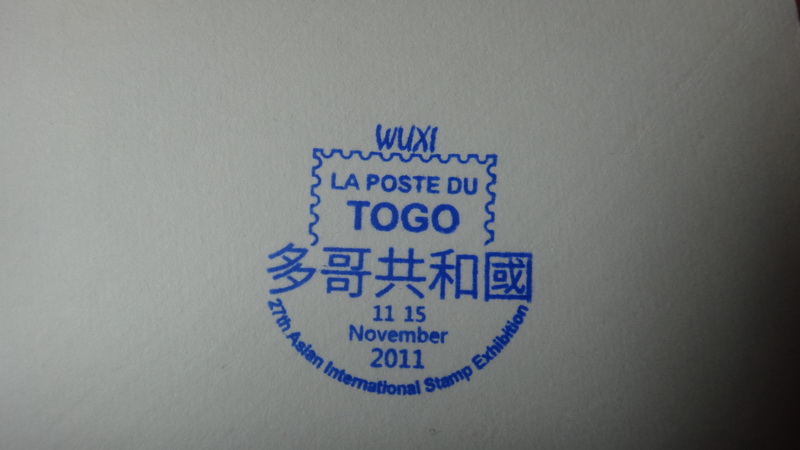 WUXI
LA POSTE DU
TOGO
多哥共和國
11 15
November
2011
27th Asian International Stamp Exhibition